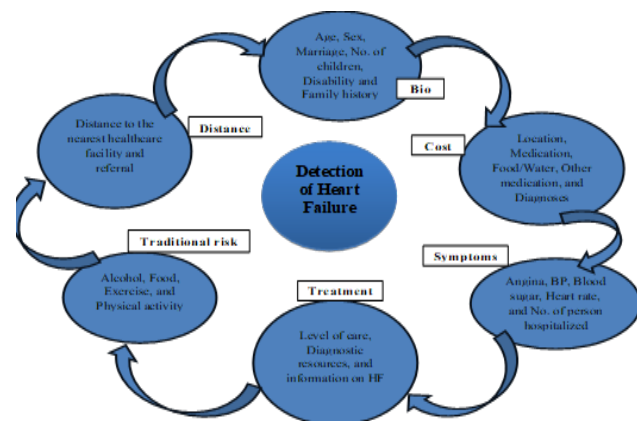 Age, Sex,
Marriage, No. of
children,
Disability and
Family history
Bio
Cost
Location,
Medication,
Food/Water, Other
medication, and
Diagnoses
Symptoms
Angina, BP, Blood
sugar, Heart rate,
and No. of person
hospitalized
Treatment
Level of care,
Diagnostic
resources, and
information on HF
Traditional risk
Alcohol, Food,
Exercise, and
Physical activity
Distance to the
nearest healthcare
facility and
referral
Distance
Detection
of Heart
Failure